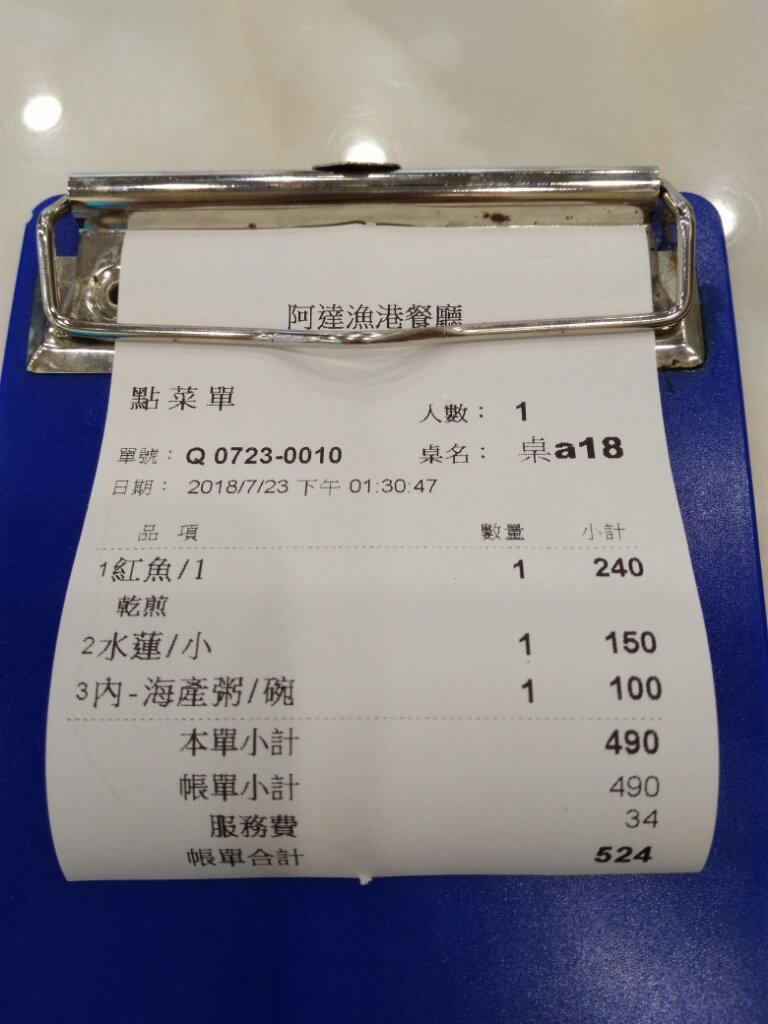 阿達漁港餐廳
點菜單
人數： 1
單號： Q 0723-0010
桌名： 桌a18
日期： 2018/7/23 下午 01:30:47
品 項 數量 小計
1紅魚/1 1 240
乾煎
2水蓮/小 1 150
3內-海產粥/碗 1 100
本單小計 490
帳單小計 490
服務費 34
帳單合計 524